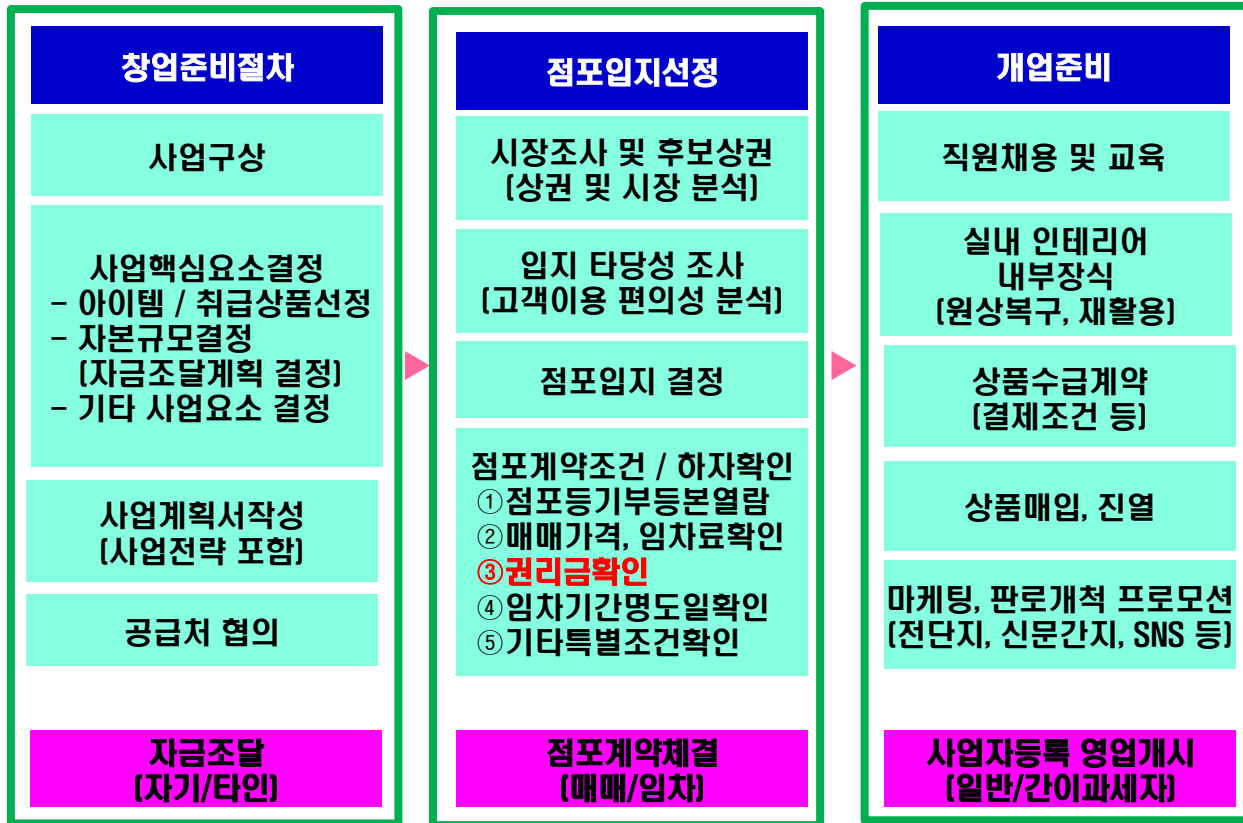 창업준비절차
사업구상
사업핵심요소결정
- 아이템 / 취급상품선정
- 자본규모결정
(자금조달계획 결정)
- 기타 사업요소 결정
사업계획서작성
(사업전략 포함)
공급처 협의
자금조달
(자기/타인)
점포입지선정
시장조사 및 후보상권
(상권 및 시장 분석)
입지 타당성 조사
(고객이용 편의성 분석)
점포입지 결정
점포계약조건 / 하자확인
①점포등기부등본열람
②매매가격, 임차료확인
③권리금확인
④임차기간명도일확인
⑤기타특별조건확인
점포계약체결
(매매/임차)
개업준비
직원채용 및 교육
실내 인테리어
내부장식
(원상복구, 재활용)
상품수급계약
(결제조건 등)
상품매입, 진열
마케팅, 판로개척 프로모션
(전단지, 신문간지, SNS 등)
사업자등록 영업개시
(일반/간이과세자)